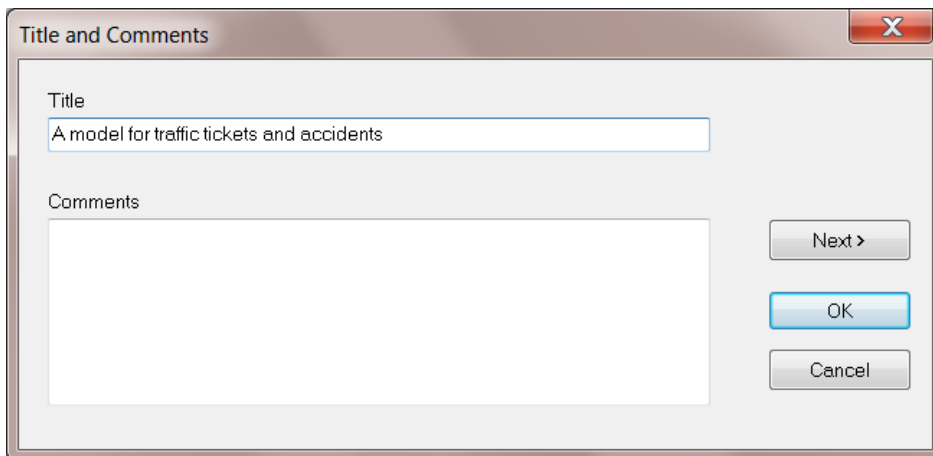 Title and Comments
Title
A model for traffic tickets and accidents
Comments
Next >
OK
Cancel